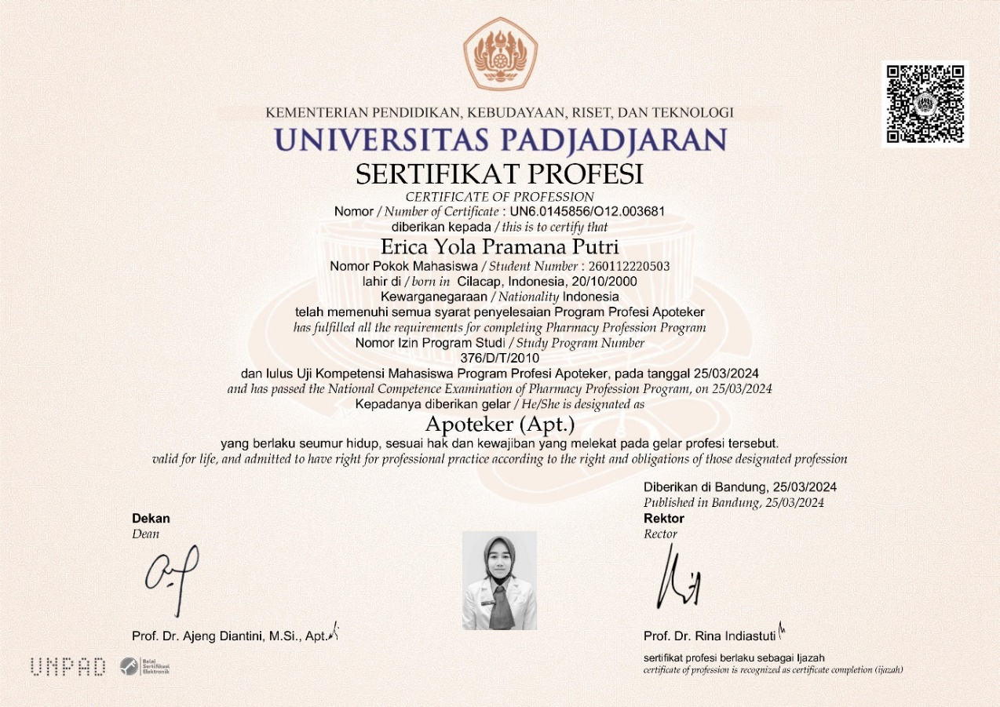 KEMENTERIAN PENDIDIKAN, KEBUDAYAAN, RISET, DAN TEKNOLOGI
UNIVERSITAS PADJADJARAN
SERTIFIKAT PROFESI
CERTIFICATE OF PROFESSION
Nomor / Number of Certificate : UN6.0145856/O12.003681
diberikan kepada / this is to certify that
Erica Yola Pramana Putri
Nomor Pokok Mahasiswa / Student Number : 260112220503
lahir di / born in Cilacap, Indonesia, 20/10/2000
Kewarganegaraan / Nationality Indonesia
telah memenuhi semua syarat penyelesaian Program Profesi Apoteker
has fulfilled all the requirements for completing Pharmacy Profession Program
Nomor Izin Program Studi / Study Program Number
376/D/T/2010
dan lulus Uji Kompetensi Mahasiswa Program Profesi Apoteker, pada tanggal 25/03/2024
and has passed the National Competence Examination of Pharmacy Profession Program, on 25/03/2024
Kepadanya diberikan gelar / He/She is designated as
Apoteker (Apt.)
yang berlaku seumur hidup, sesuai hak dan kewajiban yang melekat pada gelar profesi tersebut.
valid for life, and admitted to have right for professional practice according to the right and obligations of those designated profession
Diberikan di Bandung, 25/03/2024
Published in Bandung, 25/03/2024
Dekan
Dean
Rektor
Rector
Prof. Dr. Ajeng Diantini, M.Si., Apt.
Prof. Dr. Rina Indiastuti
sertifikat profesi berlaku sebagai Ijazah
certificate of profession is recognized as certificate completion (ijazah)
UNPAD
Balai
Sertifikasi
Elektronik